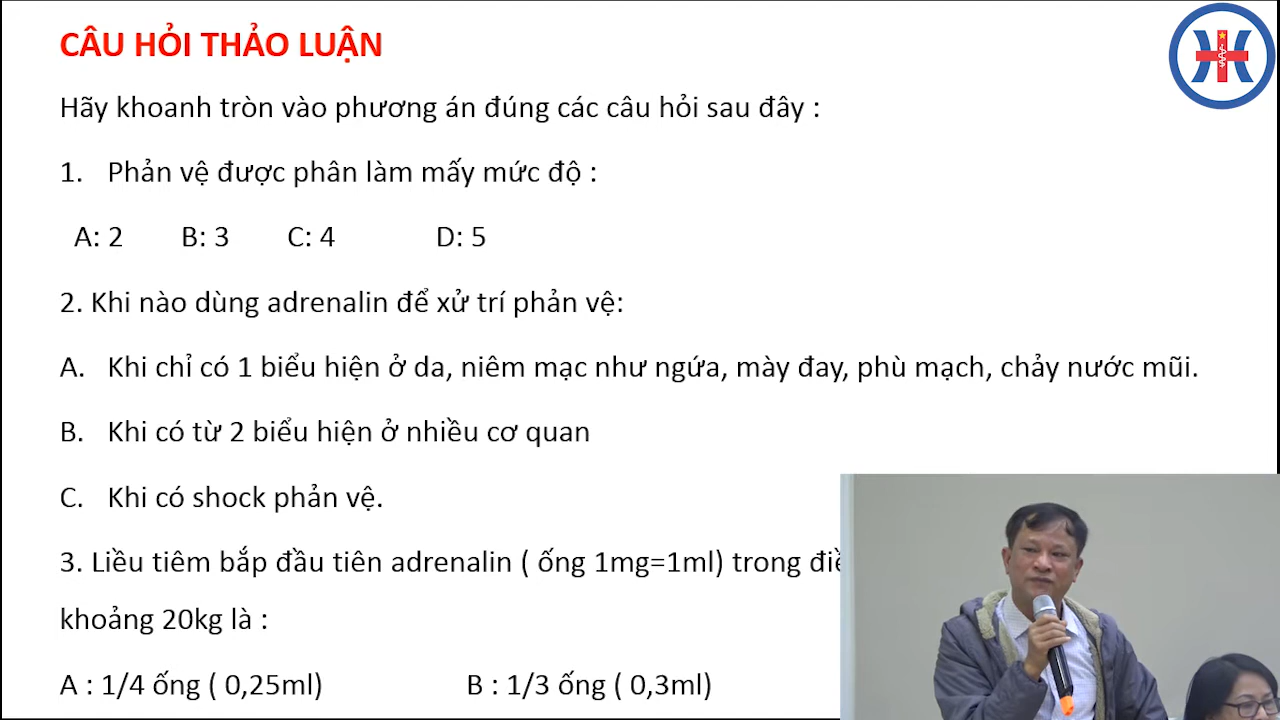 CÂU HỎI THẢO LUẬN
Hãy khoanh tròn vào phương án đúng các câu hỏi sau đây :
1. Phản vệ được phân làm mấy mức độ :
A: 2 B: 3 C: 4 D: 5
2. Khi nào dùng adrenalin để xử trí phản vệ:
A. Khi chỉ có 1 biểu hiện ở da, niêm mạc như ngứa, mày đay, phù mạch, chảy nước mũi.
B. Khi có từ 2 biểu hiện ở nhiều cơ quan
C. Khi có shock phản vệ.
3. Liều tiêm bắp đầu tiên adrenalin ( ống 1mg=1ml) trong
khoảng 20kg là :
A : 1/4 ống ( 0,25ml) B : 1/3 ống ( 0,3ml)